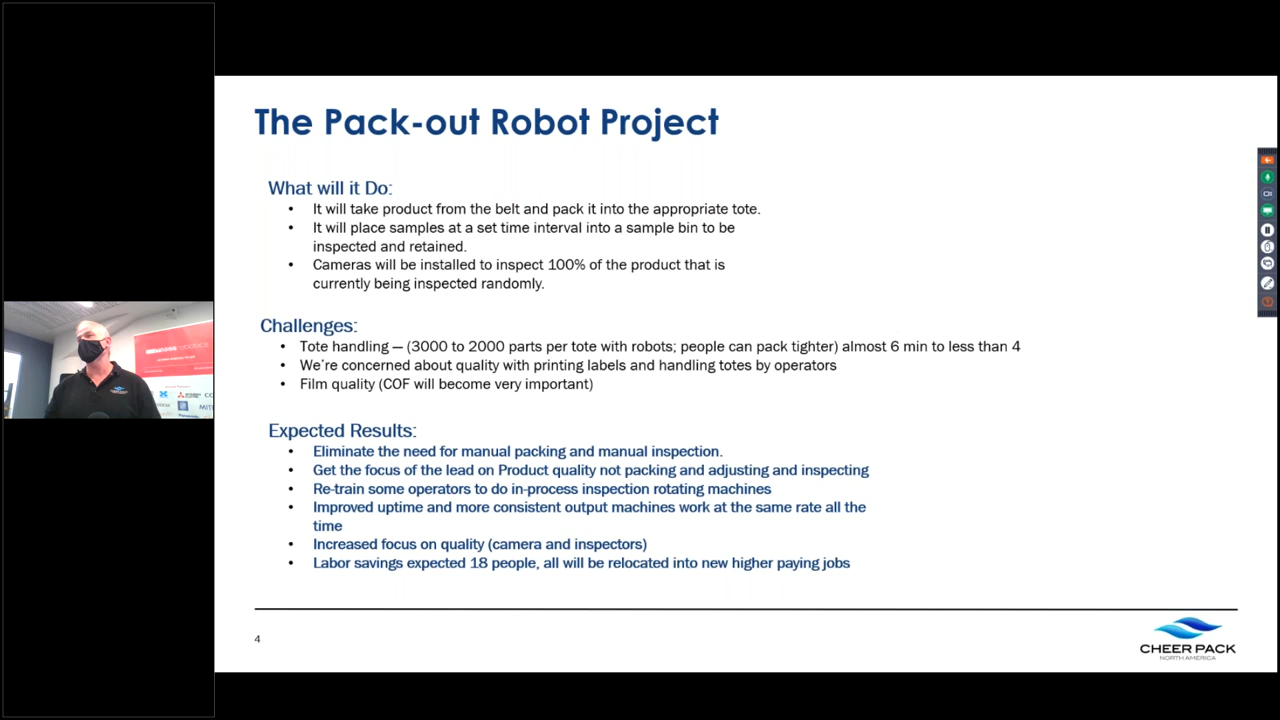 The Pack-out Robot Project
What will it Do:
• It will take product from the belt and pack it into the appropriate tote.
• It will place samples at a set time interval into a sample bin to be
inspected and retained.
• Cameras will be installed to inspect 100% of the product that is
currently being inspected randomly.
Challenges:
• Tote handling — (3000 to 2000 parts per tote with robots; people can pack tighter) almost 6 min to less than 4
• We're concerned about quality with printing labels and handling totes by operators
• Film quality (COF will become very important)
Expected Results:
• Eliminate the need for manual packing and manual inspection.
• Get the focus of the lead on Product quality not packing and adjusting and inspecting
• Re-train some operators to do in-process inspection rotating machines
• Improved uptime and more consistent output machines work at the same rate all the
time
• Increased focus on quality (camera and inspectors)
• Labor savings expected 18 people, all will be relocated into new higher paying jobs
4
CHEER PACK
NORTH AMERICA